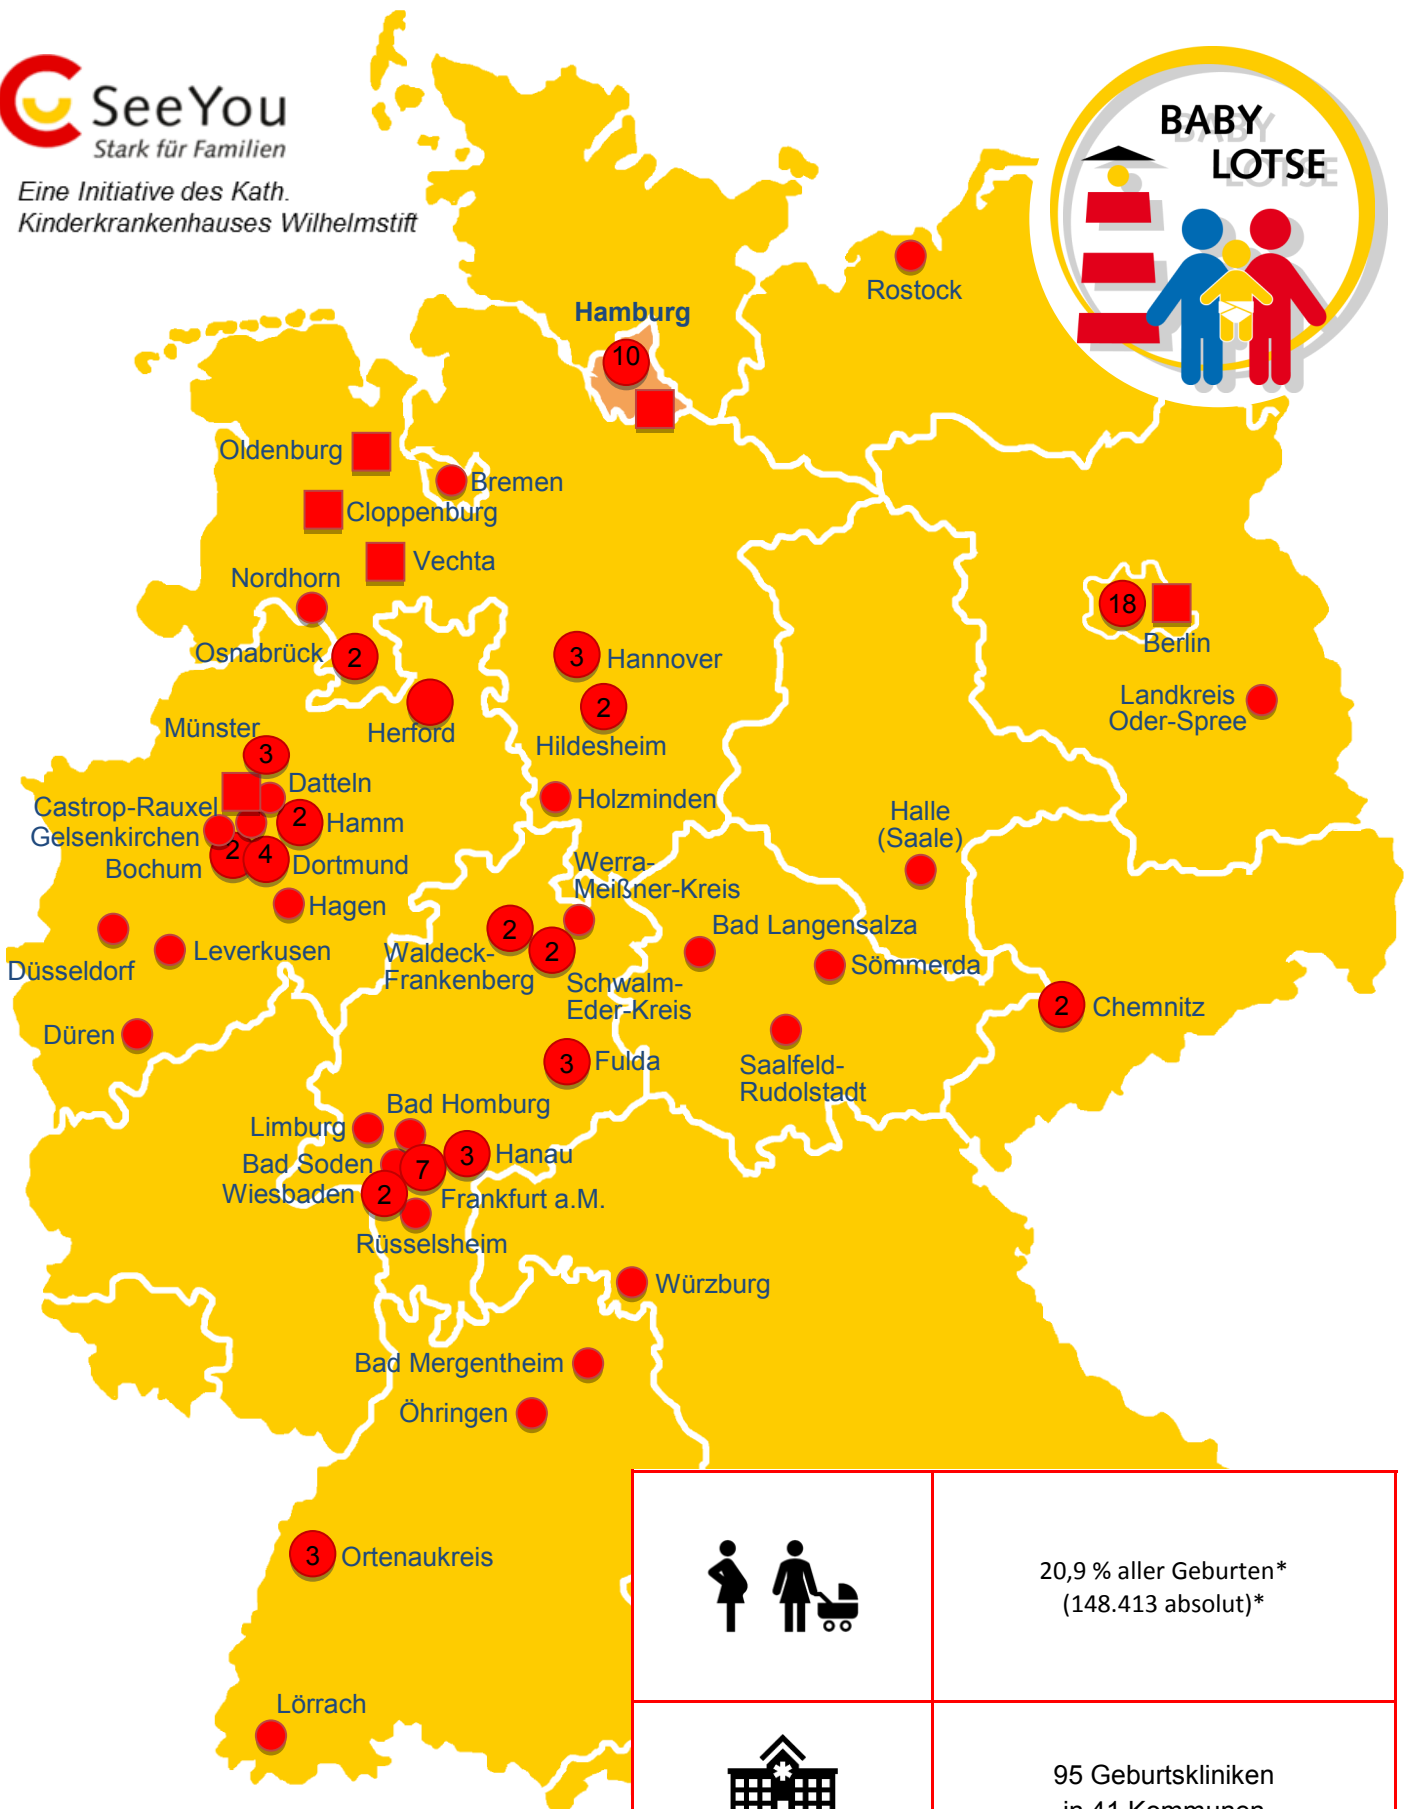 SeeYou
Stark für Familien
Eine Initiative des Kath.
Kinderkrankenhauses Wilhelmstift
BABY
LOTSE
Rostock
Hamburg
10
Oldenburg
Bremen
Cloppenburg
Vechta
Nordhorn
18
Berlin
Osnabrück
2
3
Hannover
Landkreis
Oder-Spree
2
Hildesheim
Herford
Münster
3
Datteln
Holzminden
Castrop-Rauxel
Gelsenkirchen
2
Hamm
Halle
(Saale)
Bochum
2
4
Dortmund
Werra-
Meißner-Kreis
Hagen
Bad Langensalza
2
2
Waldeck-
Frankenberg
Leverkusen
Düsseldorf
Sömmerda
Schwalm-
Eder-Kreis
2
Chemnitz
Düren
3
Fulda
Saalfeld-
Rudolstadt
Bad Homburg
Limburg
3
Hanau
Bad Soden
7
Wiesbaden
2
Frankfurt a.M.
Rüsselsheim
Würzburg
Bad Mergentheim
Öhringen
3
Ortenaukreis
20,9 % aller Geburten*
(148.413 absolut)*
Lörrach
95 Geburtskliniken
in 41 Kommunen